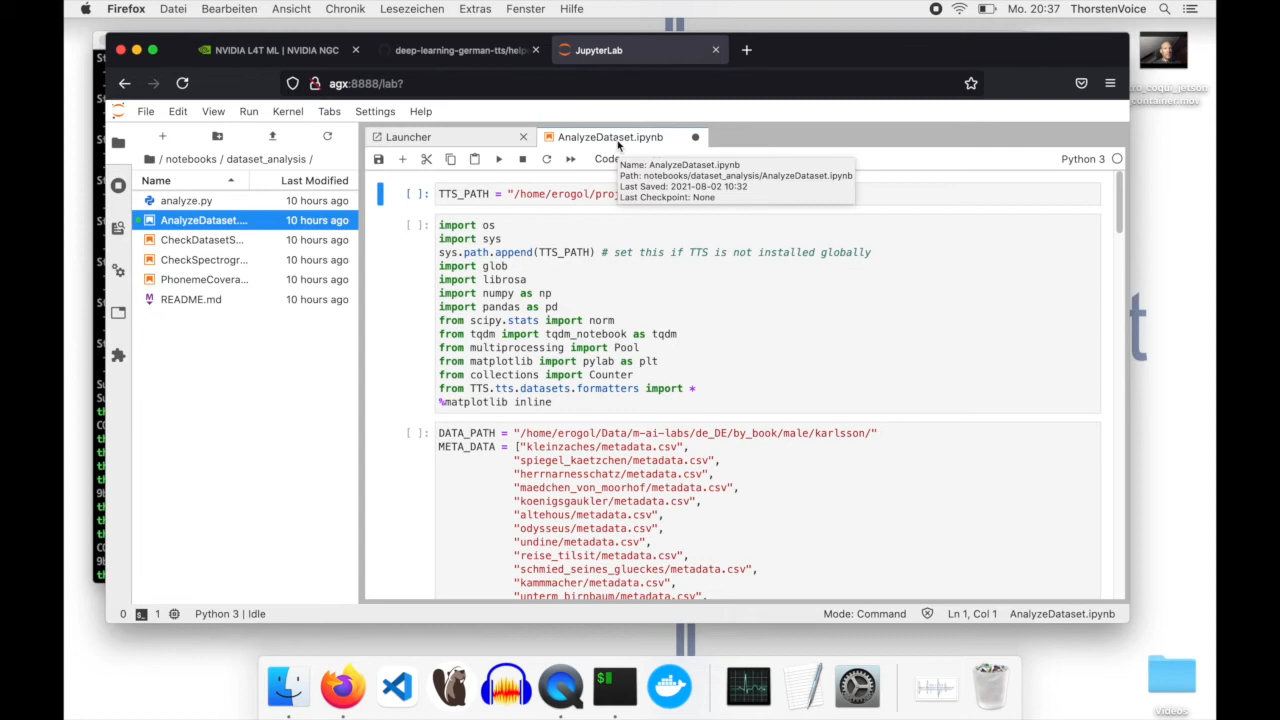 Firefox Datei Bearbeiten Ansicht Chronik Lesezeichen Extras Fenster Hilfe Mo. 20:37 ThorstenVoice
NVIDIA L4T ML | NVIDIA NGC
deep-learning-german-tts/help
JupyterLab
agx:8888/lab?
File Edit View Run Kernel Tabs Settings Help
container.mov
Launcher
AnalyzeDataset.ipynb
/ notebooks / dataset_analysis /
Python 3
Name Last Modified
analyze.py 10 hours ago
AnalyzeDataset.... 10 hours ago
CheckDatasetS... 10 hours ago
CheckSpectrogr... 10 hours ago
PhonemeCovera... 10 hours ago
README.md 10 hours ago
Name: AnalyzeDataset.ipynb
Path: notebooks/dataset_analysis/AnalyzeDataset.ipynb
Last Saved: 2021-08-02 10:32
Last Checkpoint: None
[ ]: TTS_PATH = "/home/erogol/
[ ]: import os
import sys
sys.path.append(TTS_PATH) # set this if TTS is not installed globally
import glob
import librosa
import numpy as np
import pandas as pd
from scipy.stats import norm
from tqdm import tqdm_notebook as tqdm
from multiprocessing import Pool
from matplotlib import pylab as plt
from collections import Counter
from TTS.tts.datasets.formatters import *
%matplotlib inline
[ ]: DATA_PATH = "/home/erogol/Data/m-ai-labs/de_DE/by_book/male/karlsson/"
META_DATA = ["kleinzaches/metadata.csv",
"spiegel_kaetzchen/metadata.csv",
"herrnarnesschatz/metadata.csv",
"maedchen_von_moorhof/metadata.csv",
"koenigsgaukler/metadata.csv",
"altehous/metadata.csv",
"odysseus/metadata.csv",
"undine/metadata.csv",
"reise_tilsit/metadata.csv",
"schmied_seines_glueckes/metadata.csv",
"kammmacher/metadata.csv",
"unterm_birnbaum/metadata.csv",
0 1 Python 3 | Idle Mode: Command Ln 1, Col 1 AnalyzeDataset.ipynb
Videos